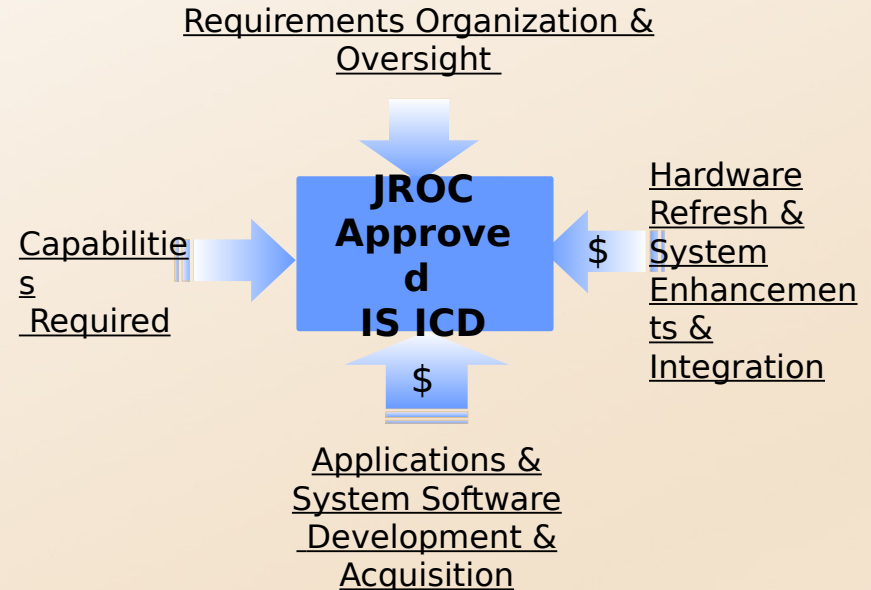 Requirements Organization &
Oversight
JROC
Approve
d
IS ICD
Capabilitie
s
Required
$
Hardware
Refresh &
System
Enhancemen
ts &
Integration
$
Applications &
System Software
Development &
Acquisition